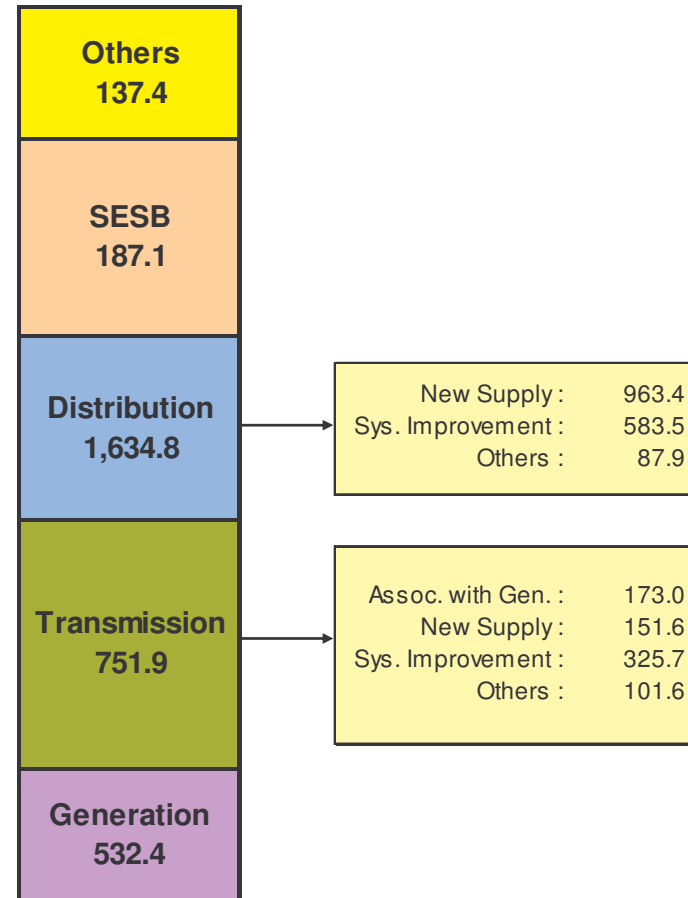 Others
137.4
SESB
187.1
Distribution
1,634.8
New Supply : 963.4
Sys. Improvement : 583.5
Others : 87.9
Transmission
751.9
Assoc. with Gen. : 173.0
New Supply : 151.6
Sys. Improvement : 325.7
Others : 101.6
Generation
532.4